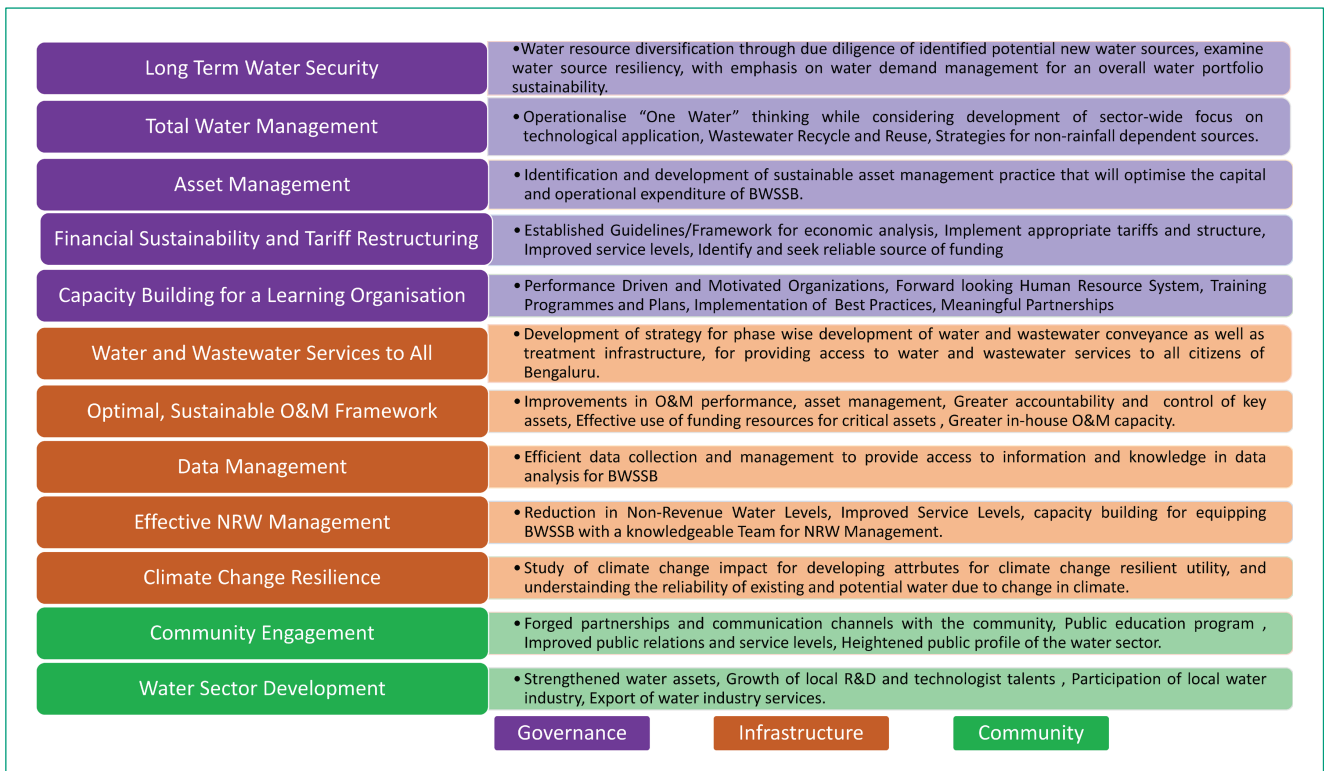 Long Term Water Security
•Water resource diversification through due diligence of identified potential new water sources, examine
water source resiliency, with emphasis on water demand management for an overall water portfolio
sustainability.
Total Water Management
•Operationalise “One Water” thinking while considering development of sector-wide focus on
technological application, Wastewater Recycle and Reuse, Strategies for non-rainfall dependent sources.
Asset Management
•Identification and development of sustainable asset management practice that will optimise the capital
and operational expenditure of BWSSB.
Financial Sustainability and Tariff Restructuring
•Established Guidelines/Framework for economic analysis, Implement appropriate tariffs and structure,
Improved service levels, Identify and seek reliable source of funding
Capacity Building for a Learning Organisation
•Performance Driven and Motivated Organizations, Forward looking Human Resource System, Training
Programmes and Plans, Implementation of Best Practices, Meaningful Partnerships
Water and Wastewater Services to All
•Development of strategy for phase wise development of water and wastewater conveyance as well as
treatment infrastructure, for providing access to water and wastewater services to all citizens of
Bengaluru.
Optimal, Sustainable O&M Framework
•Improvements in O&M performance, asset management, Greater accountability and control of key
assets, Effective use of funding resources for critical assets , Greater in-house O&M capacity.
Data Management
•Efficient data collection and management to provide access to information and knowledge in data
analysis for BWSSB
Effective NRW Management
•Reduction in Non-Revenue Water Levels, Improved Service Levels, capacity building for equipping
BWSSB with a knowledgeable Team for NRW Management.
Climate Change Resilience
•Study of climate change impact for developing attrbutes for climate change resilient utility, and
understainding the reliability of existing and potential water due to change in climate.
Community Engagement
•Forged partnerships and communication channels with the community, Public education program ,
Improved public relations and service levels, Heightened public profile of the water sector.
Water Sector Development
•Strengthened water assets, Growth of local R&D and technologist talents , Participation of local water
industry, Export of water industry services.
Governance
Infrastructure
Community